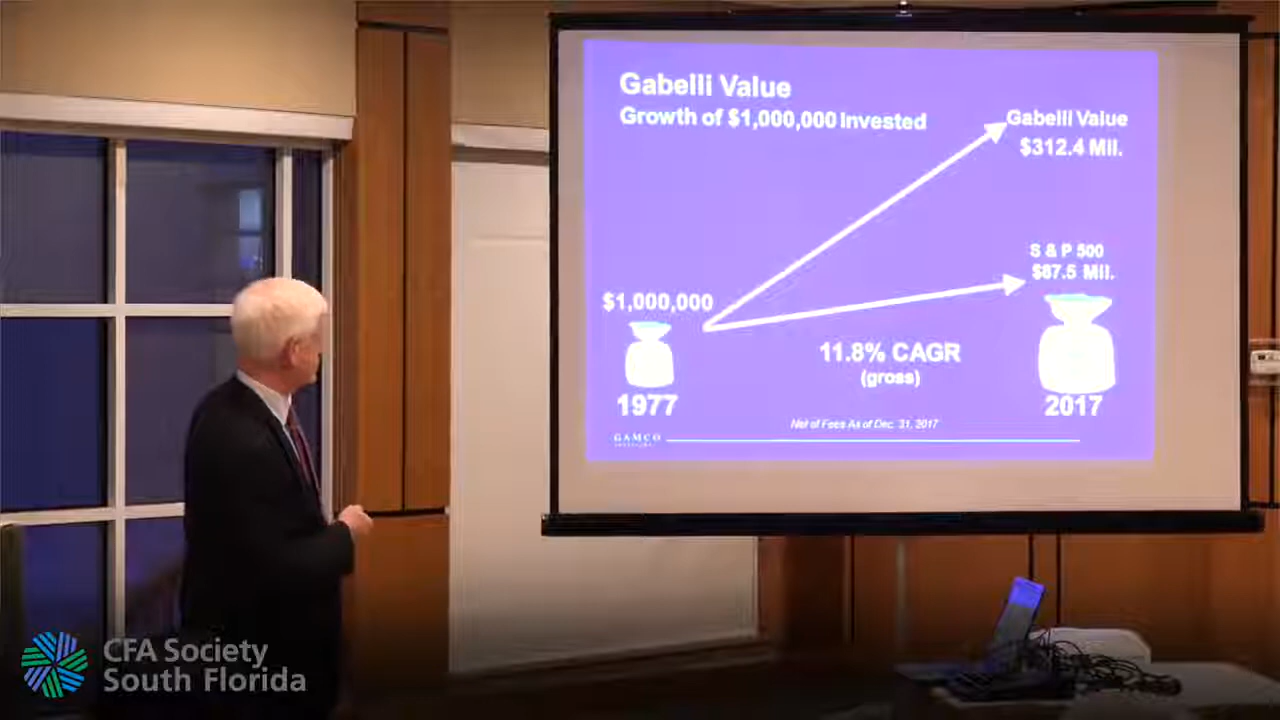 Gabelli Value
Growth of $1,000,000 Invested
Gabelli Value
$312.4 Mil.
S & P 500
$87.5 Mil.
$1,000,000
11.8% CAGR
(gross)
1977
2017
Net of Fees As of Dec. 31, 2017
GAMCO
CFA Society
South Florida